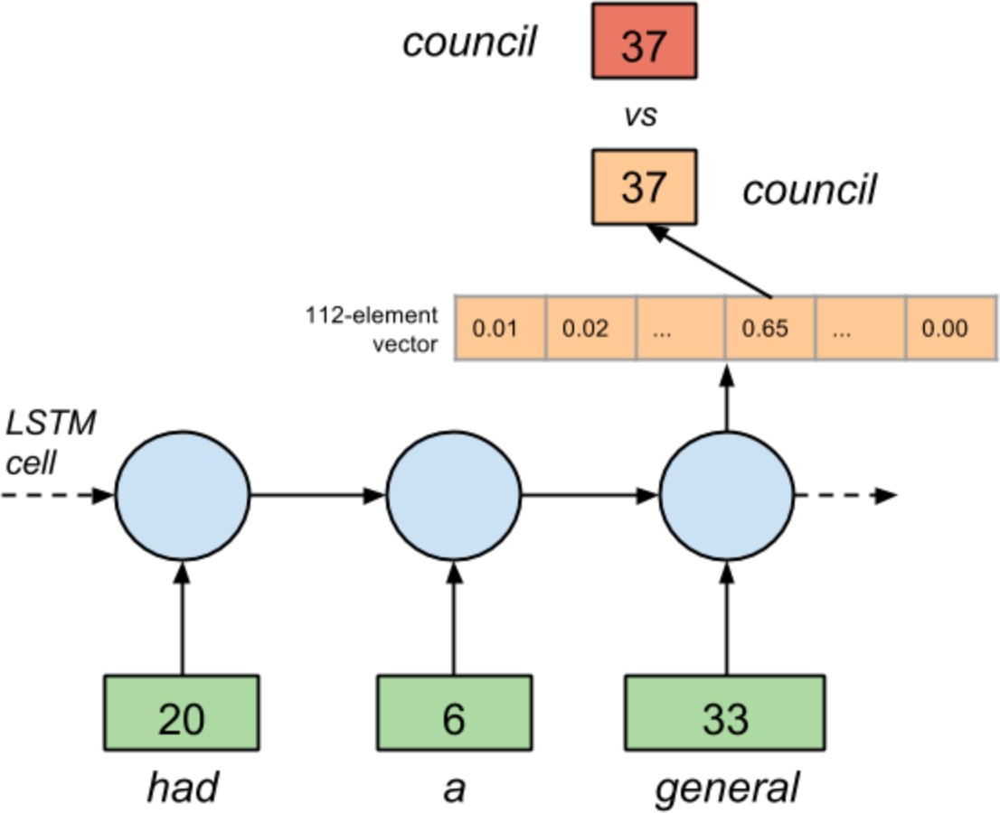 council
37
vs
37
council
112-element
vector
0.01 0.02 ... 0.65 ... 0.00
LSTM
cell
20 6 33
had a general